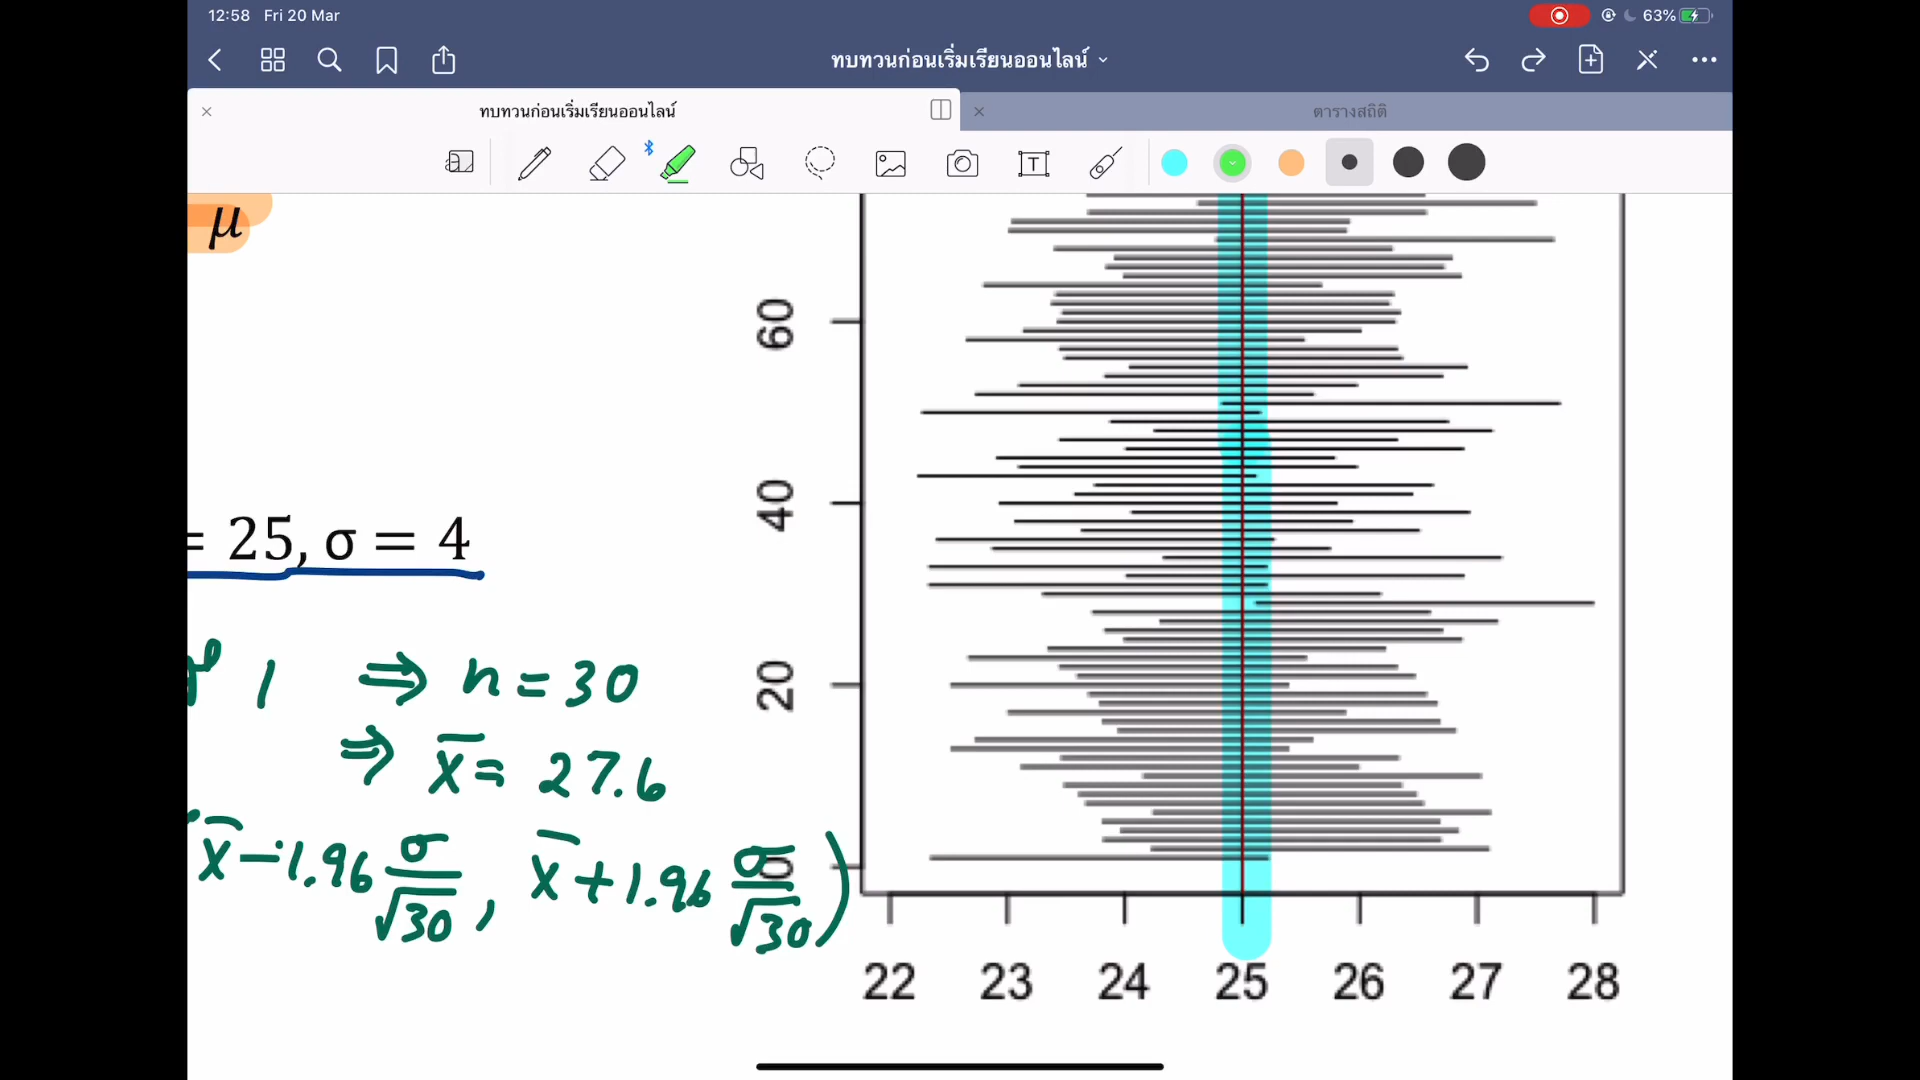 12:58 Fri 20 Mar 63%
ทบทวนก่อนเริ่มเรียนออนไลน์
ทบทวนก่อนเริ่มเรียนออนไลน์ ตารางสถิติ
μ
= 25, σ = 4
1 ⇒ n = 30
⇒ x̄ = 27.6
x̄ − 1.96 σ/√30, x̄ + 1.96 σ/√30)
60
40
20
0
22 23 24 25 26 27 28